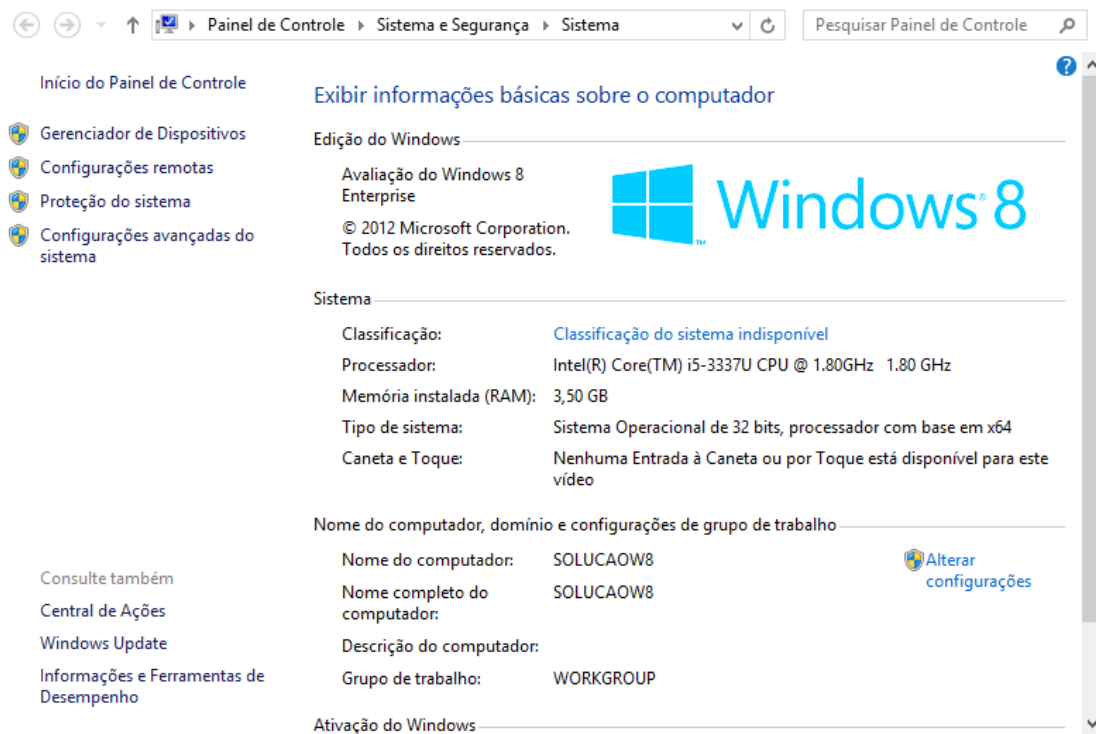 Painel de Controle Sistema e Segurança Sistema
Pesquisar Painel de Controle
Início do Painel de Controle
Gerenciador de Dispositivos
Configurações remotas
Proteção do sistema
Configurações avançadas do
sistema
Consulte também
Central de Ações
Windows Update
Informações e Ferramentas de
Desempenho
?
Exibir informações básicas sobre o computador
Edição do Windows
Avaliação do Windows 8
Enterprise
© 2012 Microsoft Corporation.
Todos os direitos reservados.
Windows® 8
™
Sistema
Classificação: Classificação do sistema indisponível
Processador: Intel(R) Core(TM) i5-3337U CPU @ 1.80GHz 1.80 GHz
Memória instalada (RAM): 3,50 GB
Tipo de sistema: Sistema Operacional de 32 bits, processador com base em x64
Caneta e Toque: Nenhuma Entrada à Caneta ou por Toque está disponível para este
vídeo
Nome do computador, domínio e configurações de grupo de trabalho
Nome do computador: SOLUCAOW8
Alterar
configurações
Nome completo do
computador: SOLUCAOW8
Descrição do computador:
Grupo de trabalho: WORKGROUP
Ativação do Windows